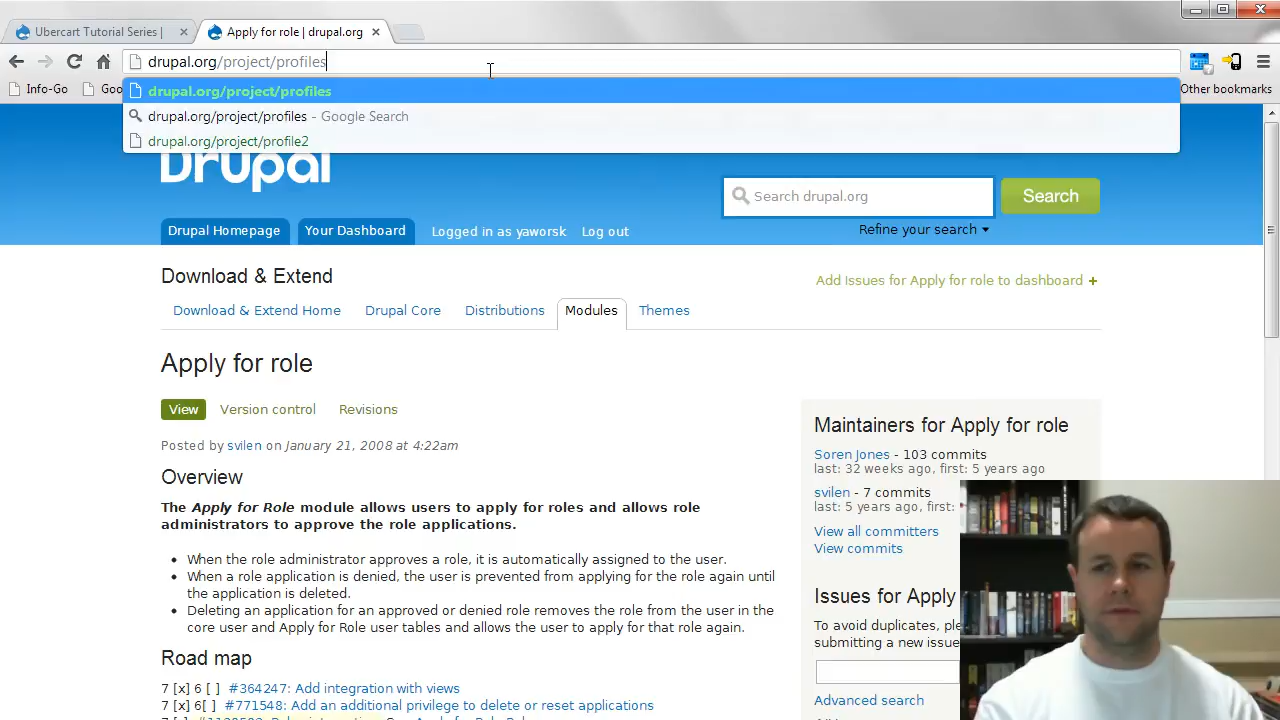 Ubercart Tutorial Series |
Apply for role | drupal.org
drupal.org/project/profiles
Info-Go
Goo
Other bookmarks
drupal.org/project/profiles
drupal.org/project/profiles - Google Search
drupal.org/project/profile2
Drupal
Search drupal.org
Search
Refine your search
Drupal Homepage
Your Dashboard
Logged in as yaworsk
Log out
Download & Extend
Add Issues for Apply for role to dashboard +
Download & Extend Home
Drupal Core
Distributions
Modules
Themes
Apply for role
View
Version control
Revisions
Posted by svilen on January 21, 2008 at 4:22am
Overview
The Apply for Role module allows users to apply for roles and allows role
administrators to approve the role applications.
• When the role administrator approves a role, it is automatically assigned to the user.
• When a role application is denied, the user is prevented from applying for the role again until
the application is deleted.
• Deleting an application for an approved or denied role removes the role from the user in the
core user and Apply for Role user tables and allows the user to apply for that role again.
Road map
7 [x] 6 [ ] #364247: Add integration with views
7 [x] 6[ ] #771548: Add an additional privilege to delete or reset applications
Maintainers for Apply for role
Soren Jones - 103 commits
last: 32 weeks ago, first: 5 years ago
svilen - 7 commits
last: 5 years ago, first:
View all committers
View commits
Issues for Apply
To avoid duplicates, ple
submitting a new issue
Advanced search